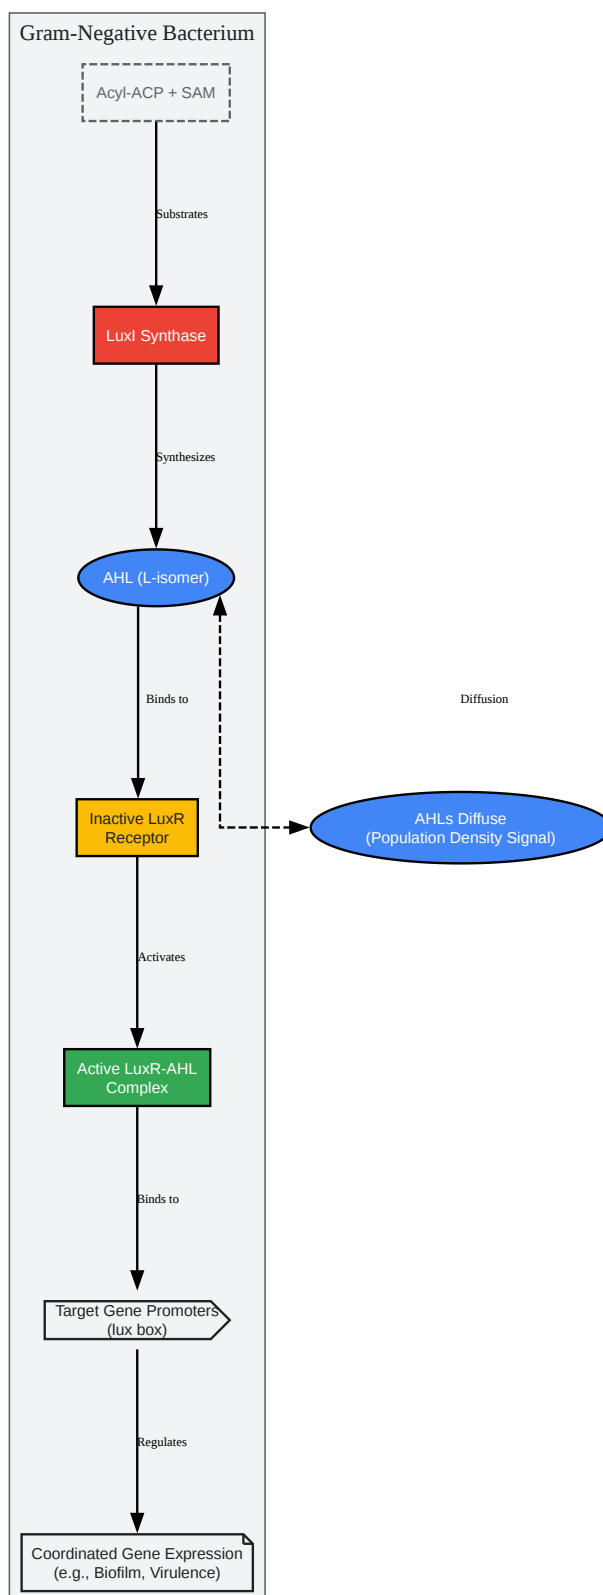 Gram-Negative Bacterium
Acyl-ACP + SAM
Substrates
LuxI Synthase
Synthesizes
AHL (L-isomer)
Binds to
Diffusion
Inactive LuxR
Receptor
AHLs Diffuse
(Population Density Signal)
Activates
Active LuxR-AHL
Complex
Binds to
Target Gene Promoters
(lux box)
Regulates
Coordinated Gene Expression
(e.g., Biofilm, Virulence)